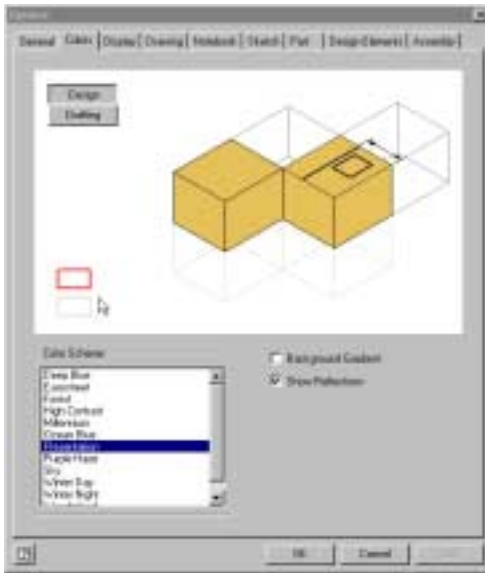 Options
General Colors Display Drawing Notebook Sketch Part Design Elements Assembly
Design
Drafting
Color Scheme
Deep Blue
Forest
High Contrast
Millennium
Ocean Blue
Presentation
Purple Haze
Sky
Winter Day
Winter Night
Background Gradient
Show Reflections
OK Cancel